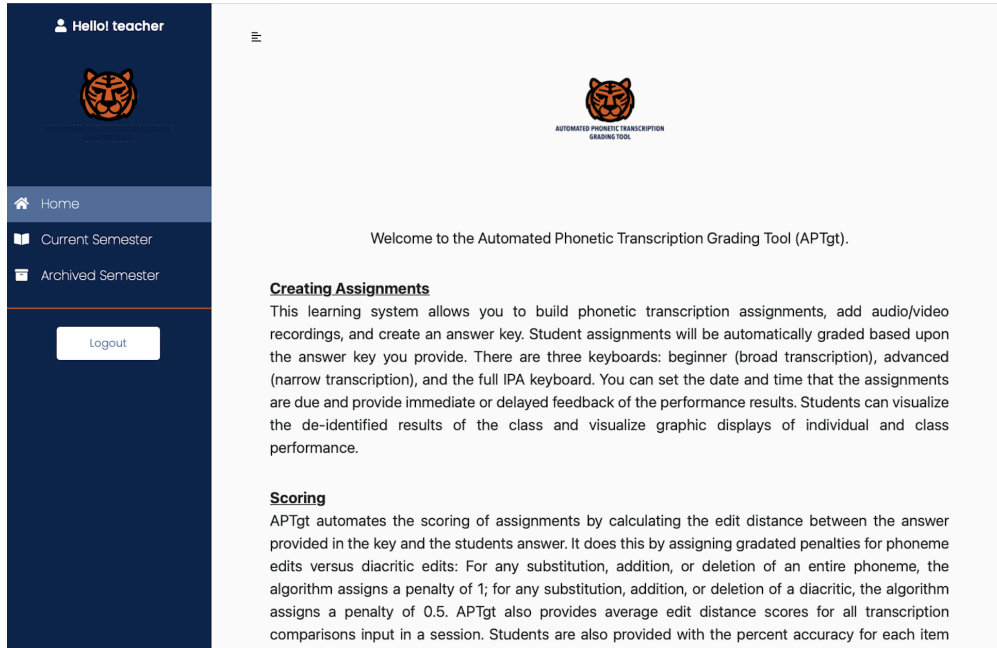 Hello! teacher
Home
Current Semester
Archived Semester
Logout
AUTOMATED PHONETIC TRANSCRIPTION
GRADING TOOL
Welcome to the Automated Phonetic Transcription Grading Tool (APTgt).
Creating Assignments
This learning system allows you to build phonetic transcription assignments, add audio/video
recordings, and create an answer key. Student assignments will be automatically graded based upon
the answer key you provide. There are three keyboards: beginner (broad transcription), advanced
(narrow transcription), and the full IPA keyboard. You can set the date and time that the assignments
are due and provide immediate or delayed feedback of the performance results. Students can visualize
the de-identified results of the class and visualize graphic displays of individual and class
performance.
Scoring
APTgt automates the scoring of assignments by calculating the edit distance between the answer
provided in the key and the students answer. It does this by assigning gradated penalties for phoneme
edits versus diacritic edits: For any substitution, addition, or deletion of an entire phoneme, the
algorithm assigns a penalty of 1; for any substitution, addition, or deletion of a diacritic, the algorithm
assigns a penalty of 0.5. APTgt also provides average edit distance scores for all transcription
comparisons input in a session. Students are also provided with the percent accuracy for each item